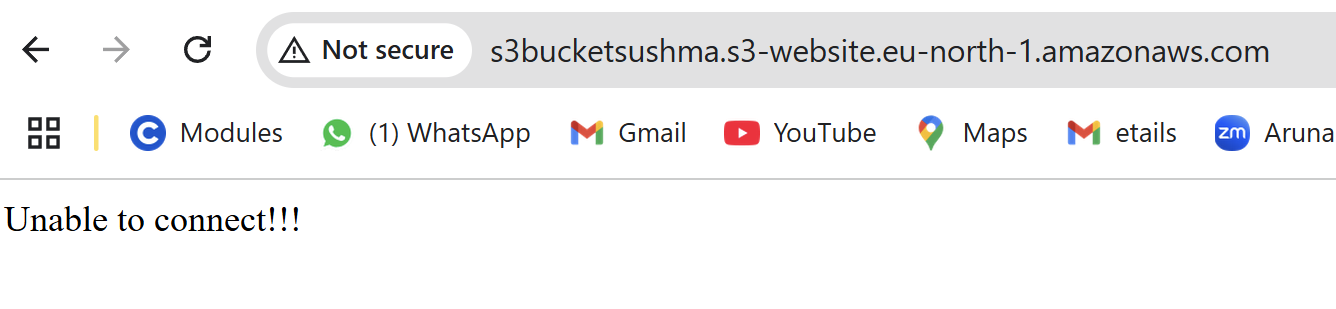 Not secure s3bucketsushma.s3-website.eu-north-1.amazonaws.com
C Modules (1) WhatsApp Gmail YouTube Maps etails zm Aruna
Unable to connect!!!